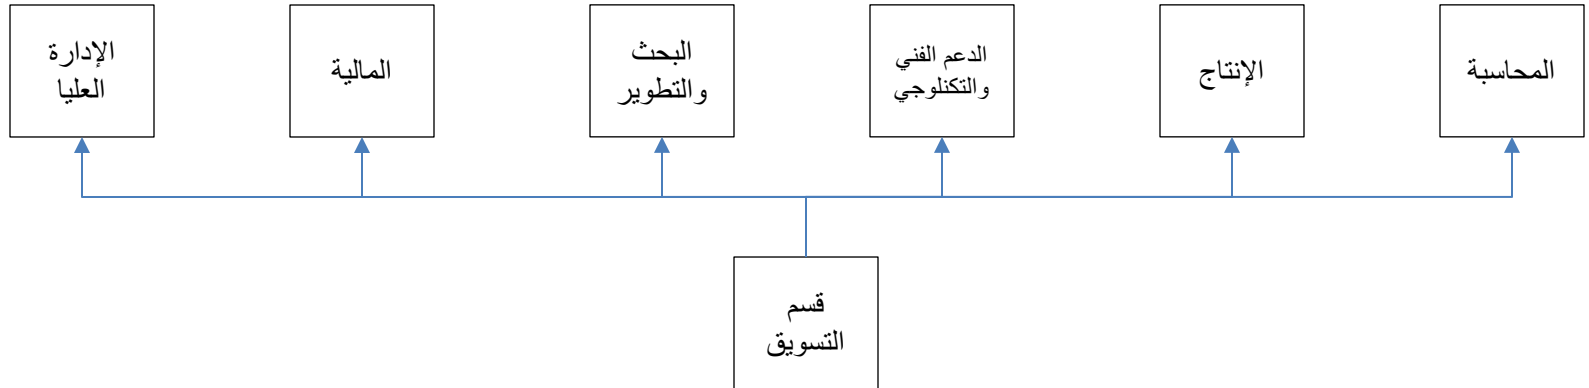 المحاسبة
الإنتاج
الدعم الفني
والتكنلوجي
البحث
والتطوير
المالية
الإدارة
العليا
قسم
التسويق